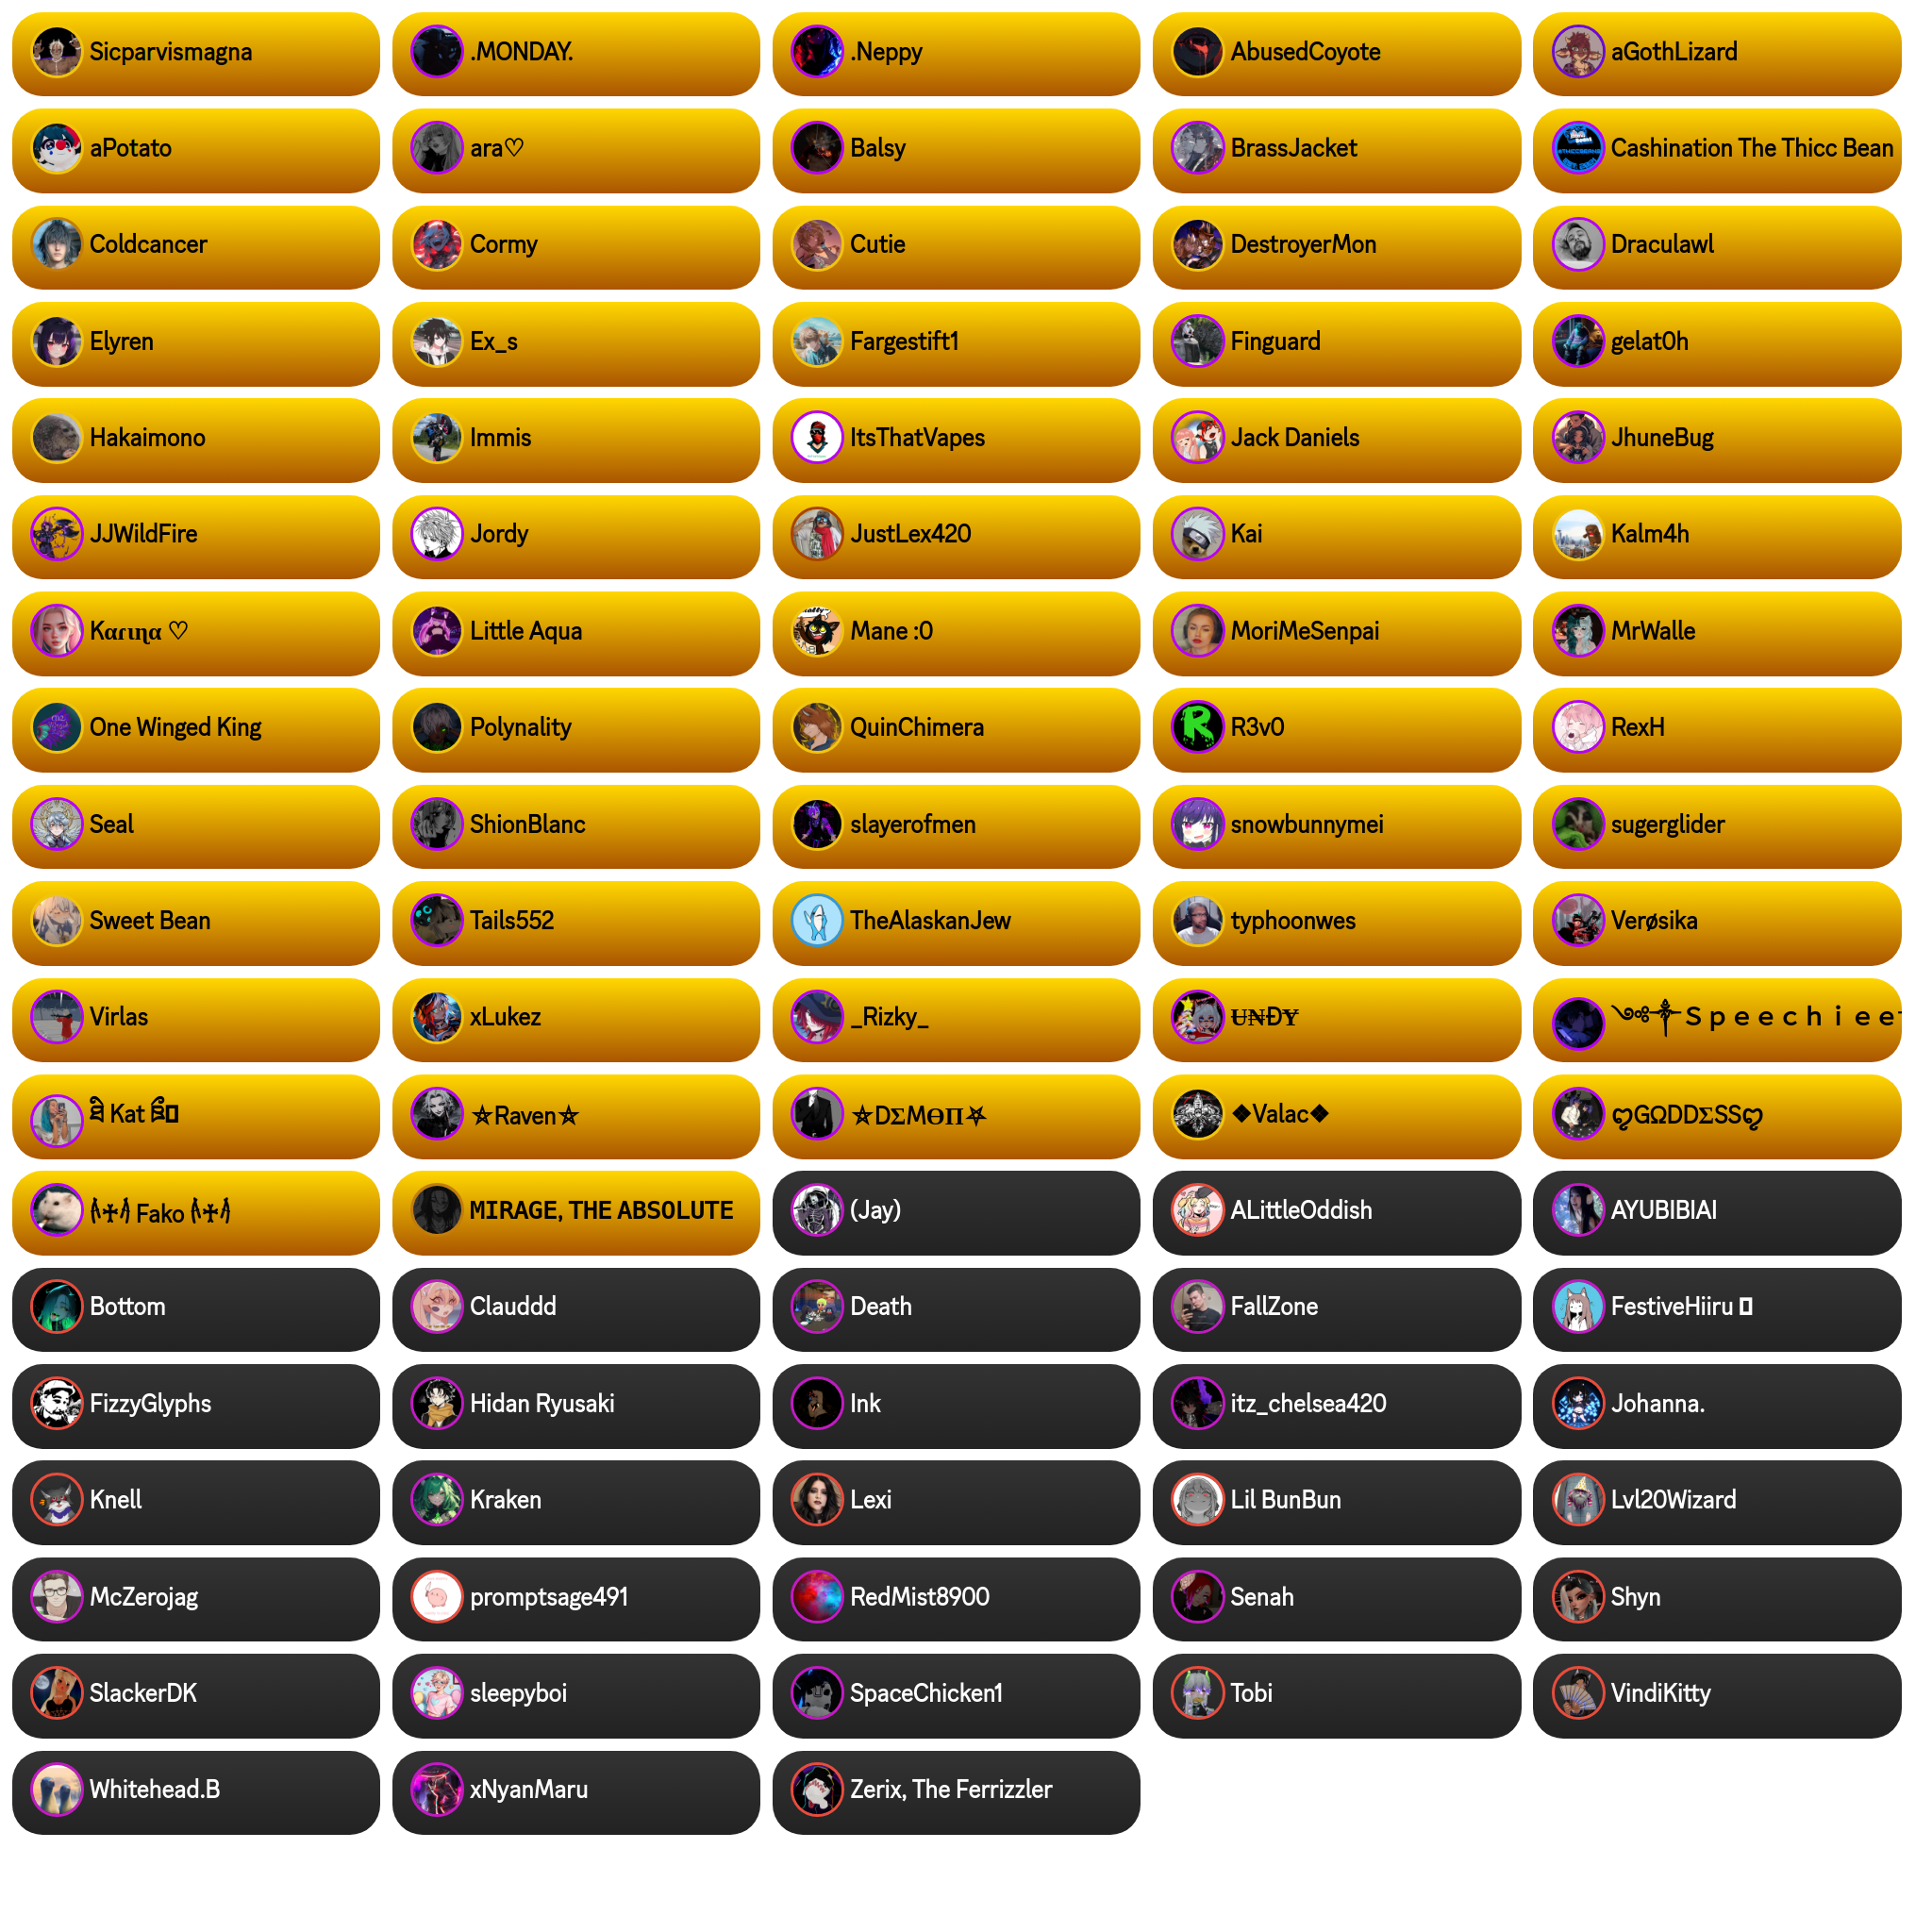 Sicparvismagna
.MONDAY.
.Neppy
AbusedCoyote
aGothLizard
aPotato
ara♡
Balsy
BrassJacket
Cashination The Thicc Bean
Coldcancer
Cormy
Cutie
DestroyerMon
Draculawl
Elyren
Ex_s
Fargestift1
Finguard
gelat0h
Hakaimono
Immis
ItsThatVapes
Jack Daniels
JhuneBug
JJWildFire
Jordy
JustLex420
Kai
Kalm4h
Kαɾιɳα ♡
Little Aqua
Mane :0
MoriMeSenpai
MrWalle
One Winged King
Polynality
QuinChimera
R3v0
RexH
Seal
ShionBlanc
slayerofmen
snowbunnymei
sugerglider
Sweet Bean
Tails552
TheAlaskanJew
typhoonwes
Verøsika
Virlas
xLukez
_Rizky_
U̶₦ĐɎ
༺✟Ｓｐｅｅｃｈｉｅｅ
Kat
⛤Raven⛤
⛤DΣMӨΠ⛧
❖Valac❖
ღGΩDDΣSSღ
Fako
MIRAGE, THE ABSOLUTE
(Jay)
ALittleOddish
AYUBIBIAI
Bottom
Clauddd
Death
FallZone
FestiveHiiru
FizzyGlyphs
Hidan Ryusaki
Ink
itz_chelsea420
Johanna.
Knell
Kraken
Lexi
Lil BunBun
Lvl20Wizard
McZerojag
promptsage491
RedMist8900
Senah
Shyn
SlackerDK
sleepyboi
SpaceChicken1
Tobi
VindiKitty
Whitehead.B
xNyanMaru
Zerix, The Ferrizzler